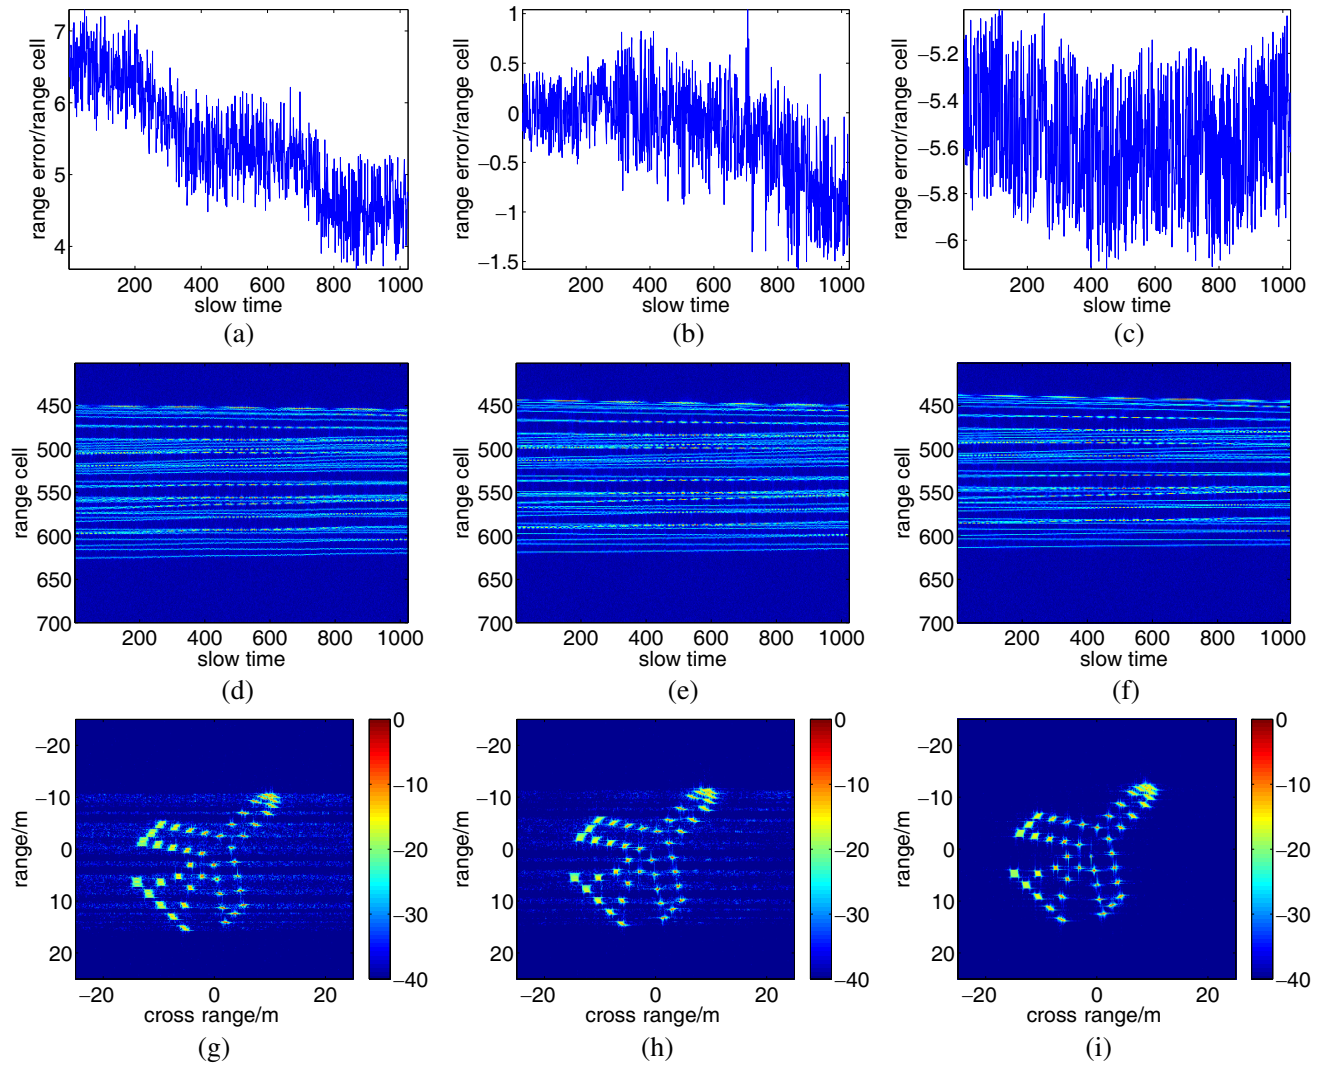 7
6
5
4
range error/range cell
200 400 600 800 1000
slow time
(a)
1
0.5
0
−0.5
−1
−1.5
range error/range cell
200 400 600 800 1000
slow time
(b)
−5.2
−5.4
−5.6
−5.8
−6
range error/range cell
200 400 600 800 1000
slow time
(c)
450
500
550
600
650
700
range cell
200 400 600 800 1000
slow time
(d)
450
500
550
600
650
700
range cell
200 400 600 800 1000
slow time
(e)
450
500
550
600
650
700
range cell
200 400 600 800 1000
slow time
(f)
−20
−10
0
10
20
range/m
−20 0 20
cross range/m
0
−10
−20
−30
−40
(g)
−20
−10
0
10
20
range/m
−20 0 20
cross range/m
0
−10
−20
−30
−40
(h)
−20
−10
0
10
20
range/m
−20 0 20
cross range/m
0
−10
−20
−30
−40
(i)